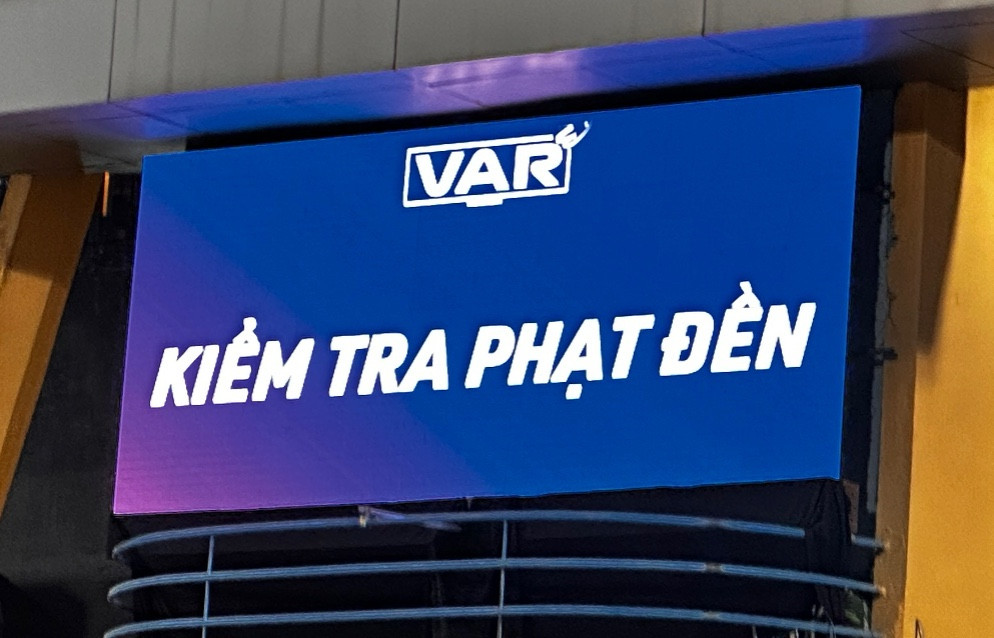 VAR
KIỂM TRA PHẠT ĐỀN